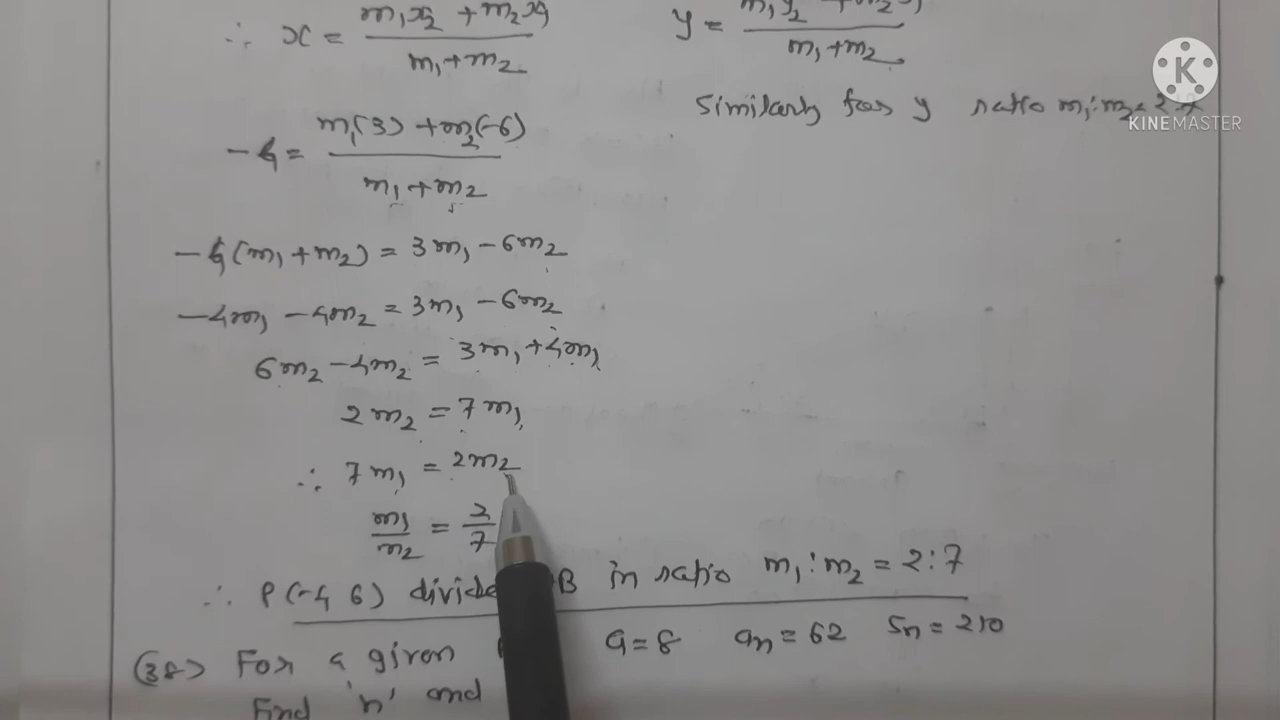 ∴ x = m₁x₂ + m₂x₁ / m₁+m₂
y = m₁y₂ / m₁+m₂
Similarly for y ratio m₁:m₂ = 2:7
K
KINEMASTER
-4 = m₁(3) + m₂(-6) / m₁+m₂
-4(m₁+m₂) = 3m₁ - 6m₂
-4m₁ - 4m₂ = 3m₁ - 6m₂
6m₂ - 4m₂ = 3m₁+4m₁
2m₂ = 7m₁
∴ 7m₁ = 2m₂
m₁/m₂ = 2/7
∴ P(-4 6) divide B in ratio m₁:m₂ = 2:7
(38) For a given a=8 an=62 Sn=210
Find 'n' and